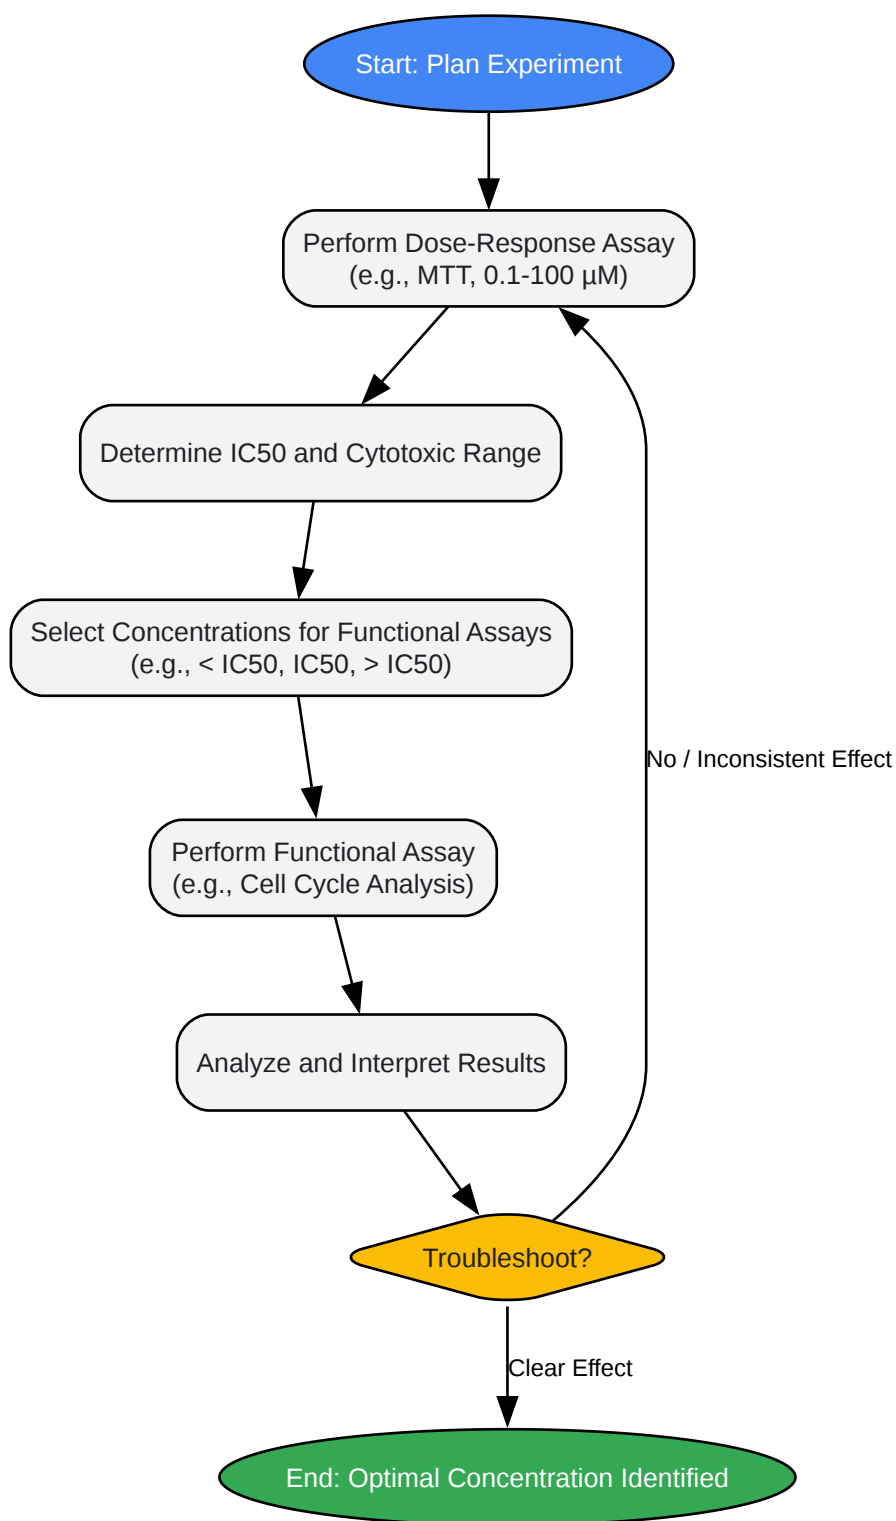 Start: Plan Experiment
Perform Dose-Response Assay
(e.g., MTT, 0.1-100 µM)
Determine IC50 and Cytotoxic Range
Select Concentrations for Functional Assays
(e.g., < IC50, IC50, > IC50)
No / Inconsistent Effect
Perform Functional Assay
(e.g., Cell Cycle Analysis)
Analyze and Interpret Results
Troubleshoot?
Clear Effect
End: Optimal Concentration Identified